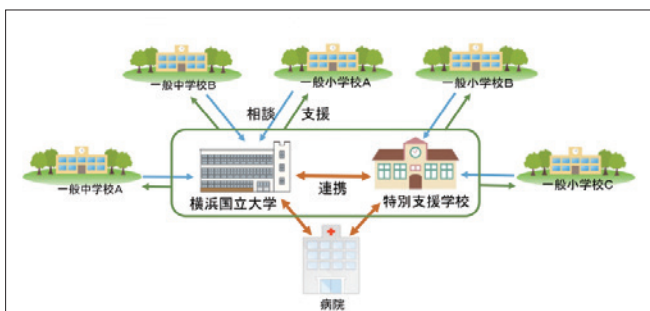 一般中学校B
一般小学校A
一般小学校B
相談
支援
一般中学校A
横浜国立大学
連携
特別支援学校
一般小学校C
病院